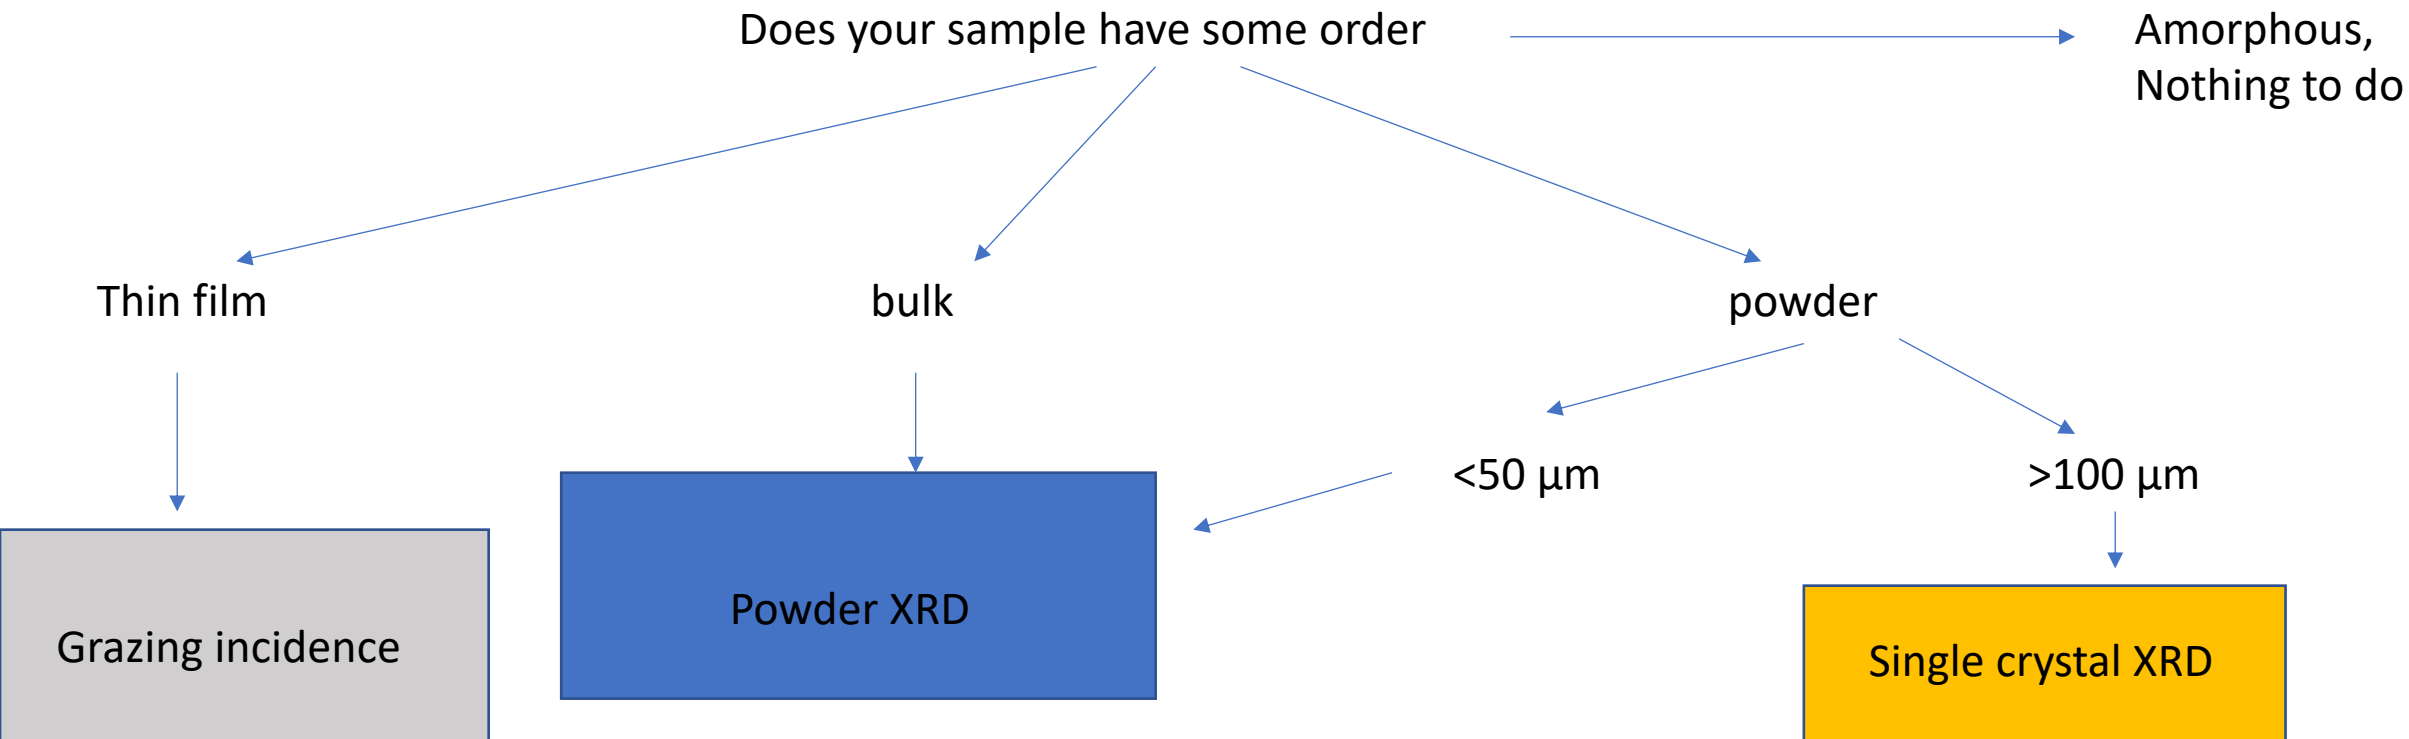 Does your sample have some order
Amorphous,
Nothing to do
Thin film
bulk
powder
<50 μm
>100 μm
Grazing incidence
Powder XRD
Single crystal XRD